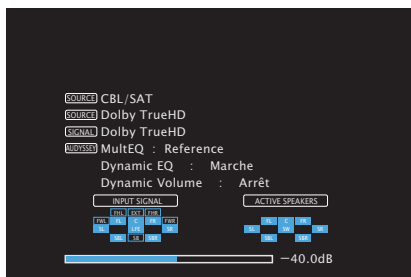 SOURCE CBL/SAT
SOURCE Dolby TrueHD
SIGNAL Dolby TrueHD
AUDYSSEY MultEQ : Reference
Dynamic EQ : Marche
Dynamic Volume : Arrêt
INPUT SIGNAL ACTIVE SPEAKERS
FHL EXT FHR
FWL FL C FR FWR FL C FR
SL LFE SR SL SW SR
SBL SB SBR SBL SBR
−40.0dB